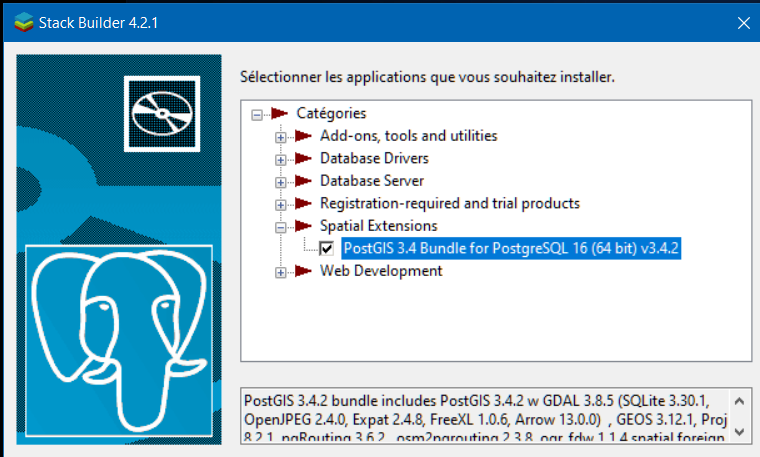 Stack Builder 4.2.1
Sélectionner les applications que vous souhaitez installer.
Catégories
Add-ons, tools and utilities
Database Drivers
Database Server
Registration-required and trial products
Spatial Extensions
PostGIS 3.4 Bundle for PostgreSQL 16 (64 bit) v3.4.2
Web Development
PostGIS 3.4.2 bundle includes PostGIS 3.4.2 w GDAL 3.8.5 (SQLite 3.30.1,
OpenJPEG 2.4.0, Expat 2.4.8, FreeXL 1.0.6, Arrow 13.0.0) , GEOS 3.12.1, Proj
8.2.1, pgRouting 3.6.2, osm2pgrouting 2.3.8, ogr_fdw 1.1.4 spatial foreign